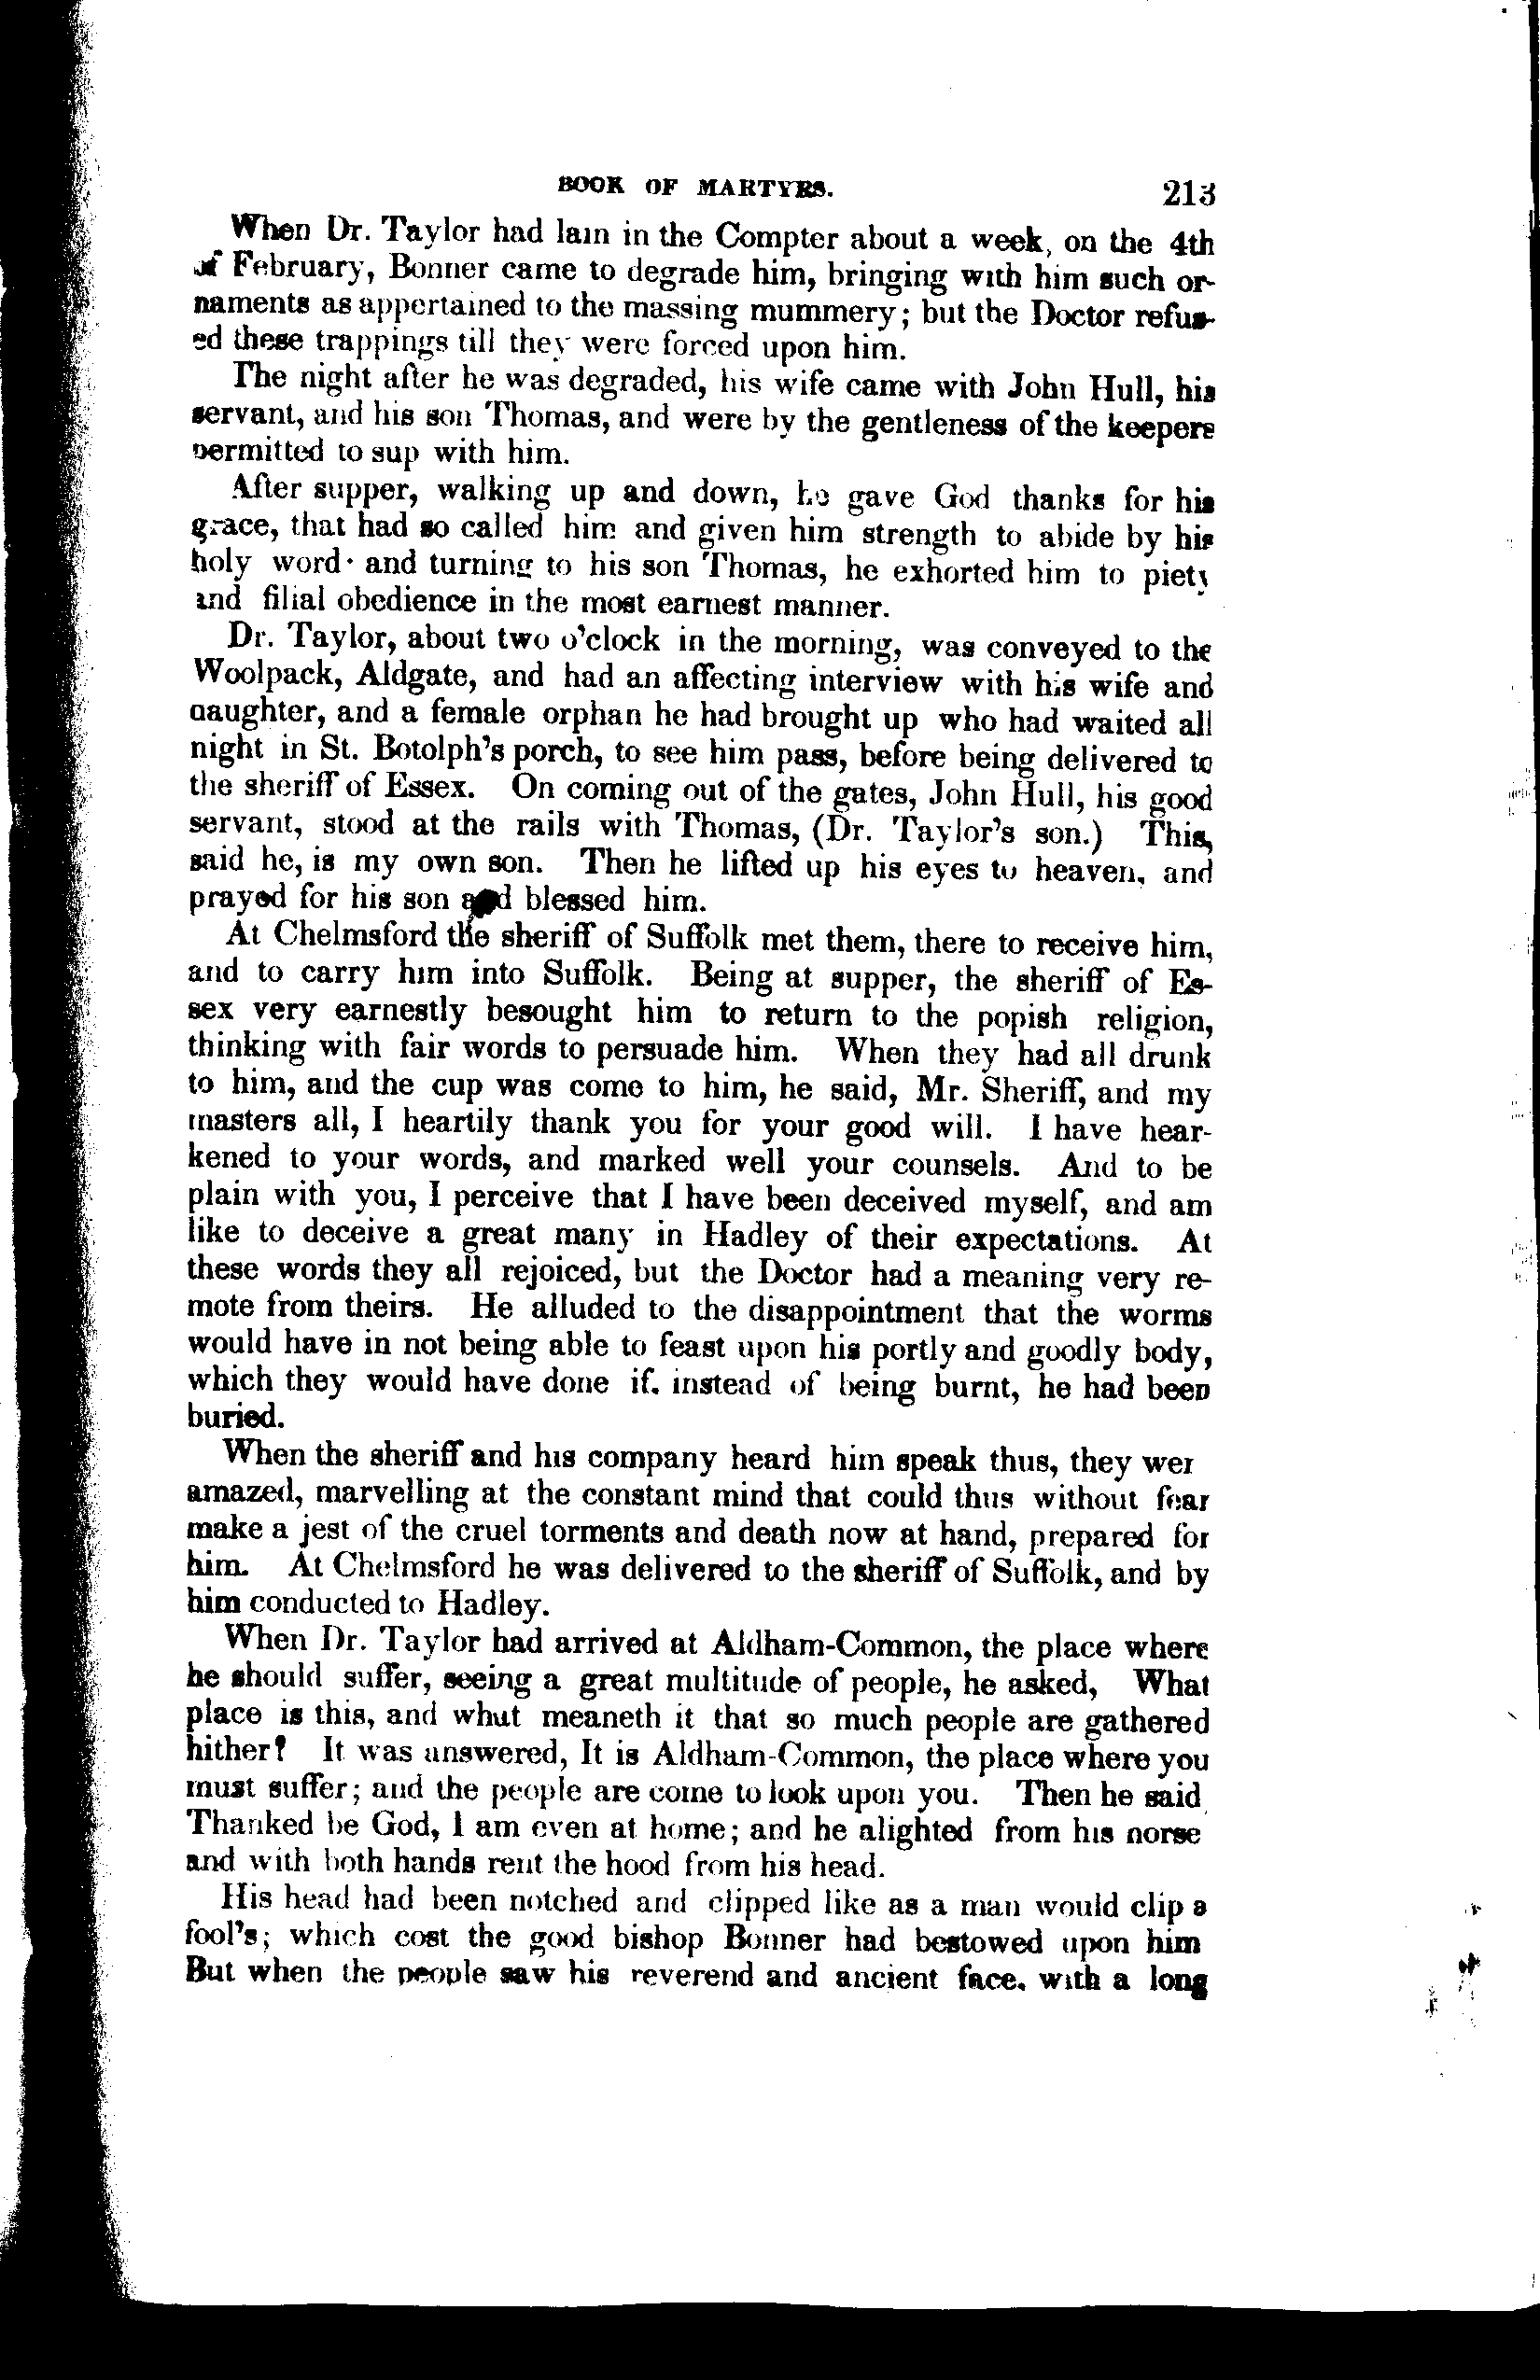 BOOK OF MARTYRS. 213
When Dr. Taylor had lain in the Compter about a week, on the 4th
of February, Bonner came to degrade him, bringing with him such or-
naments as appertained to the massing mummery; but the Doctor refus-
ed these trappings till they were forced upon him.
The night after he was degraded, his wife came with John Hull, his
servant, and his son Thomas, and were by the gentleness of the keepers
permitted to sup with him.
After supper, walking up and down, he gave God thanks for his
grace, that had so called him and given him strength to abide by his
holy word· and turning to his son Thomas, he exhorted him to piety
and filial obedience in the most earnest manner.
Dr. Taylor, about two o'clock in the morning, was conveyed to the
Woolpack, Aldgate, and had an affecting interview with his wife and
daughter, and a female orphan he had brought up who had waited all
night in St. Botolph's porch, to see him pass, before being delivered to
the sheriff of Essex. On coming out of the gates, John Hull, his good
servant, stood at the rails with Thomas, (Dr. Taylor's son.) This,
said he, is my own son. Then he lifted up his eyes to heaven, and
prayed for his son and blessed him.
At Chelmsford the sheriff of Suffolk met them, there to receive him,
and to carry him into Suffolk. Being at supper, the sheriff of Es-
sex very earnestly besought him to return to the popish religion,
thinking with fair words to persuade him. When they had all drunk
to him, and the cup was come to him, he said, Mr. Sheriff, and my
masters all, I heartily thank you for your good will. I have hear-
kened to your words, and marked well your counsels. And to be
plain with you, I perceive that I have been deceived myself, and am
like to deceive a great many in Hadley of their expectations. At
these words they all rejoiced, but the Doctor had a meaning very re-
mote from theirs. He alluded to the disappointment that the worms
would have in not being able to feast upon his portly and goodly body,
which they would have done if, instead of being burnt, he had been
buried.
When the sheriff and his company heard him speak thus, they wer
amazed, marvelling at the constant mind that could thus without fear
make a jest of the cruel torments and death now at hand, prepared for
him. At Chelmsford he was delivered to the sheriff of Suffolk, and by
him conducted to Hadley.
When Dr. Taylor had arrived at Aldham-Common, the place where
he should suffer, seeing a great multitude of people, he asked, What
place is this, and what meaneth it that so much people are gathered
hither? It was answered, It is Aldham-Common, the place where you
must suffer; and the people are come to look upon you. Then he said
Thanked be God, I am even at home; and he alighted from his horse
and with both hands rent the hood from his head.
His head had been notched and clipped like as a man would clip a
fool's; which cost the good bishop Bonner had bestowed upon him
But when the people saw his reverend and ancient face, with a long